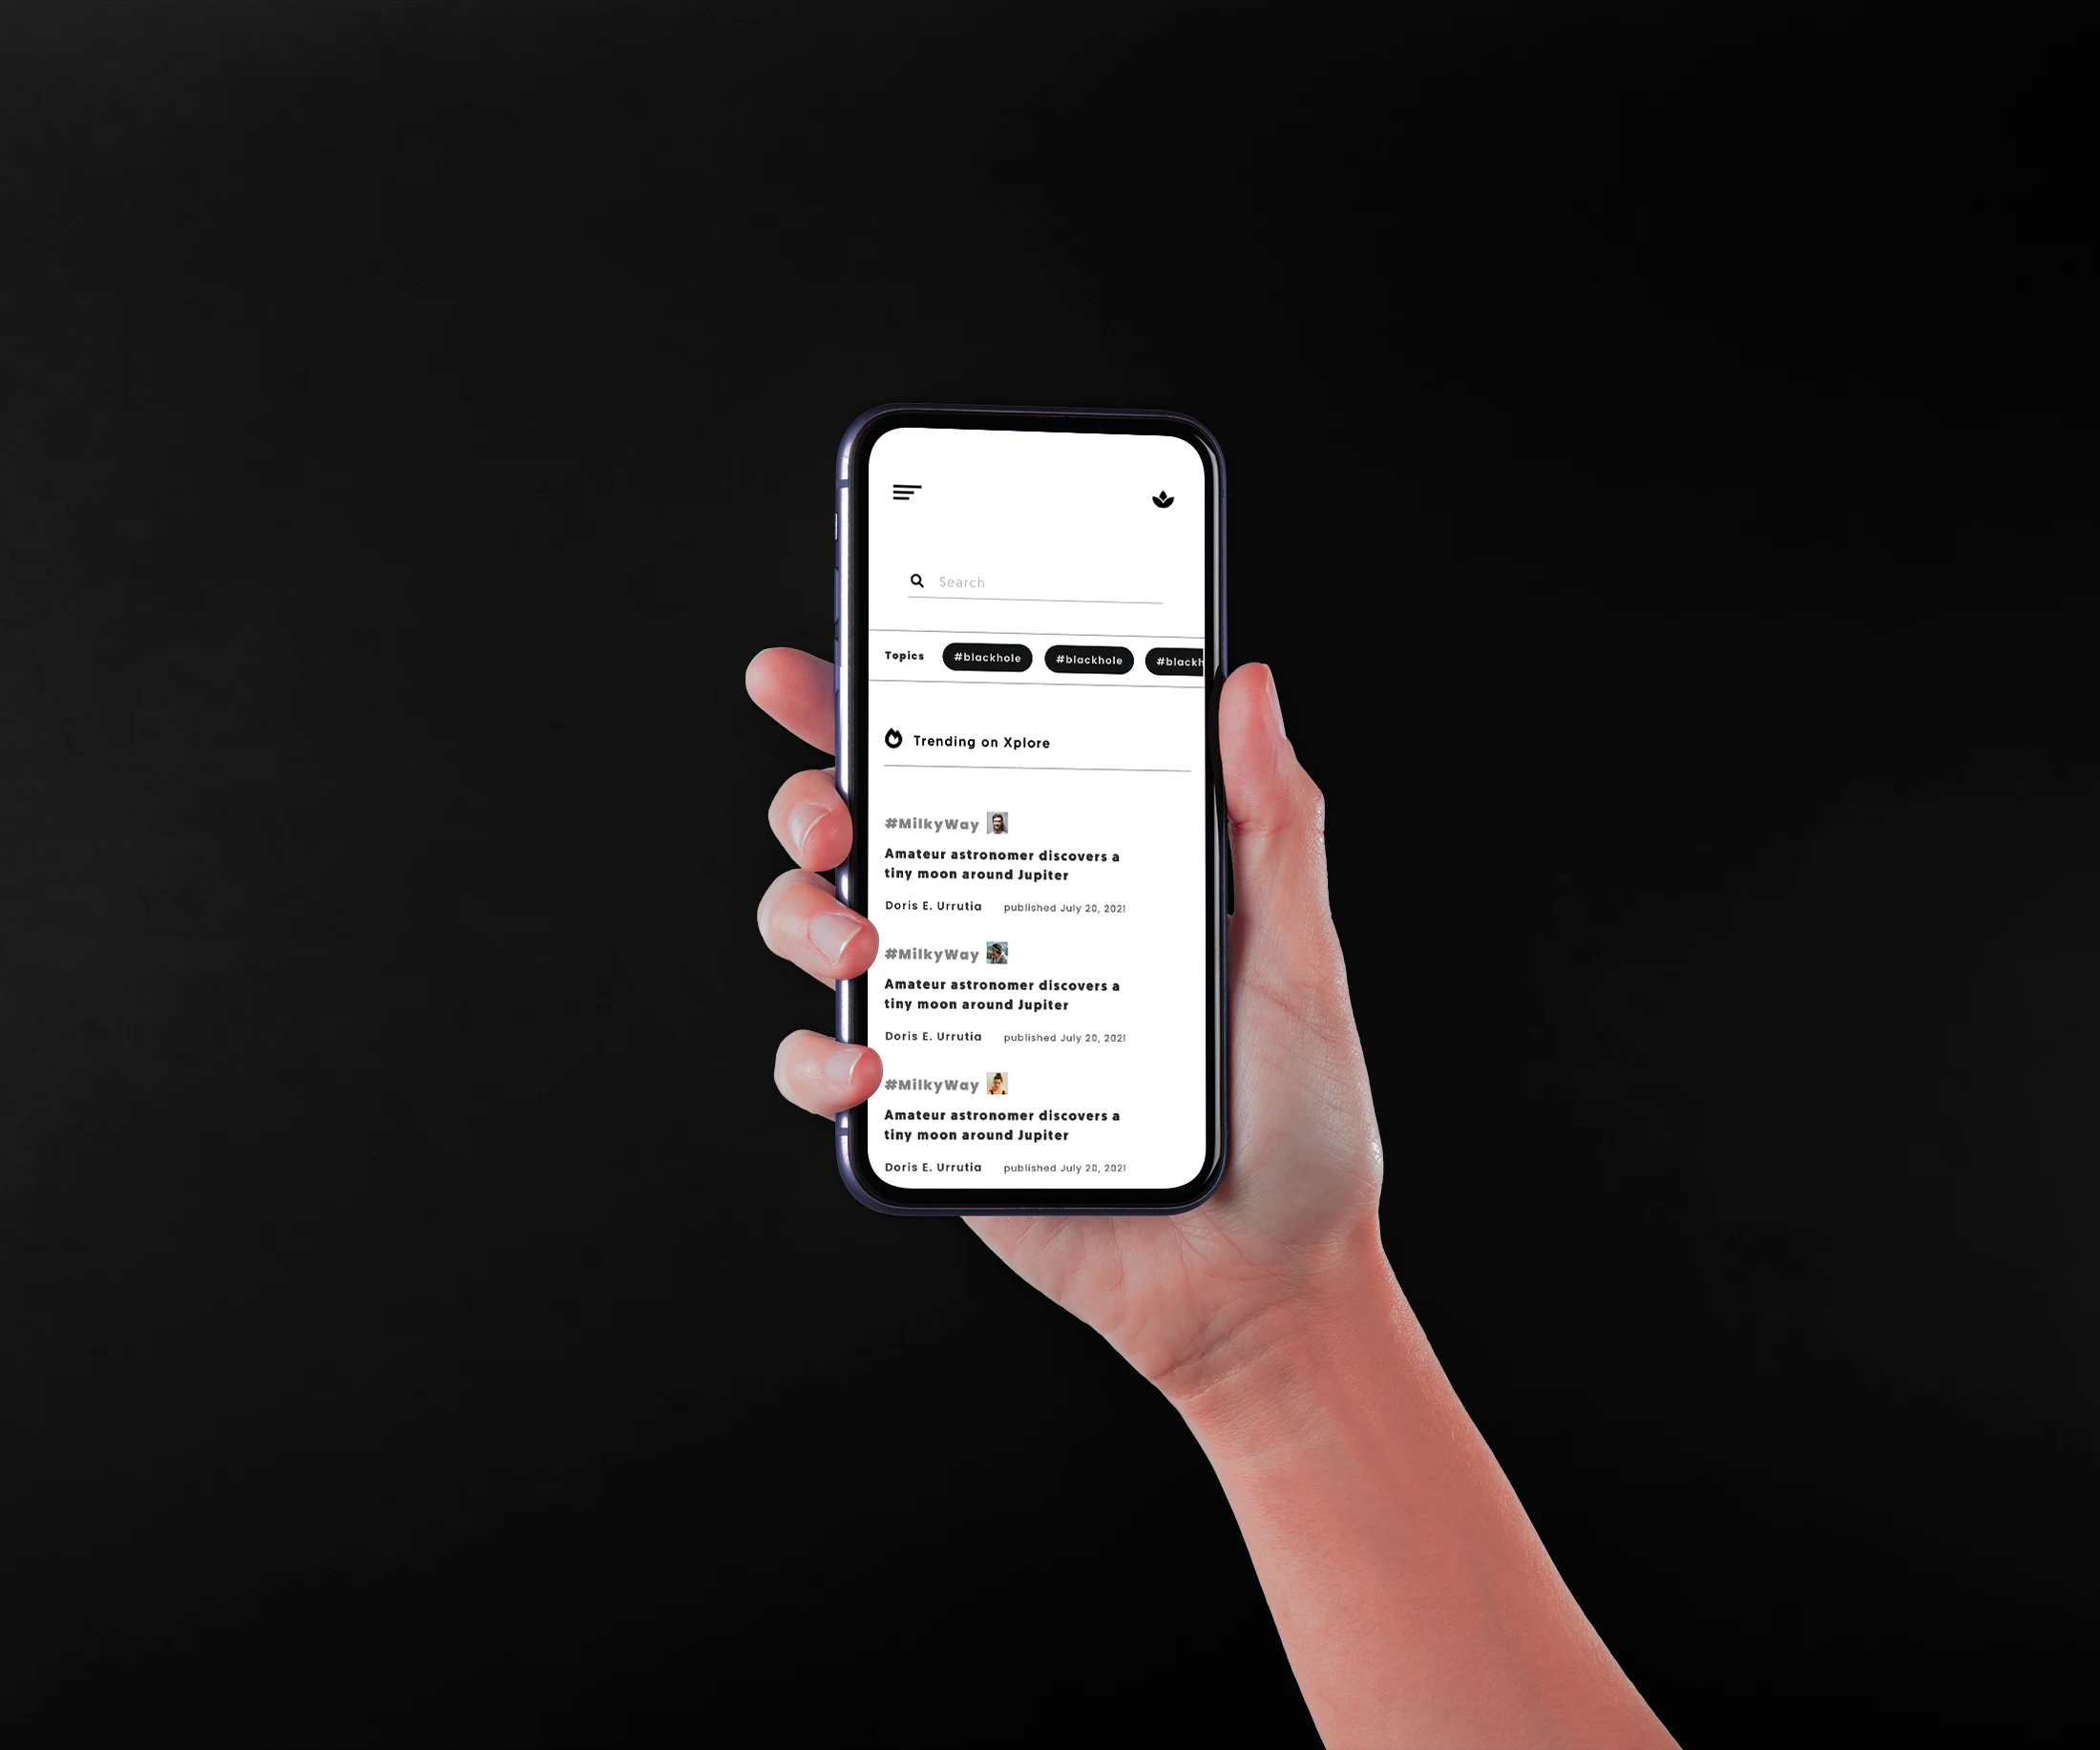 Search
Topics #blackhole #blackhole #blackh
Trending on Xplore
#MilkyWay
Amateur astronomer discovers a
tiny moon around Jupiter
Doris E. Urrutia published July 20, 2021
#MilkyWay
Amateur astronomer discovers a
tiny moon around Jupiter
Doris E. Urrutia published July 20, 2021
#MilkyWay
Amateur astronomer discovers a
tiny moon around Jupiter
Doris E. Urrutia published July 20, 2021